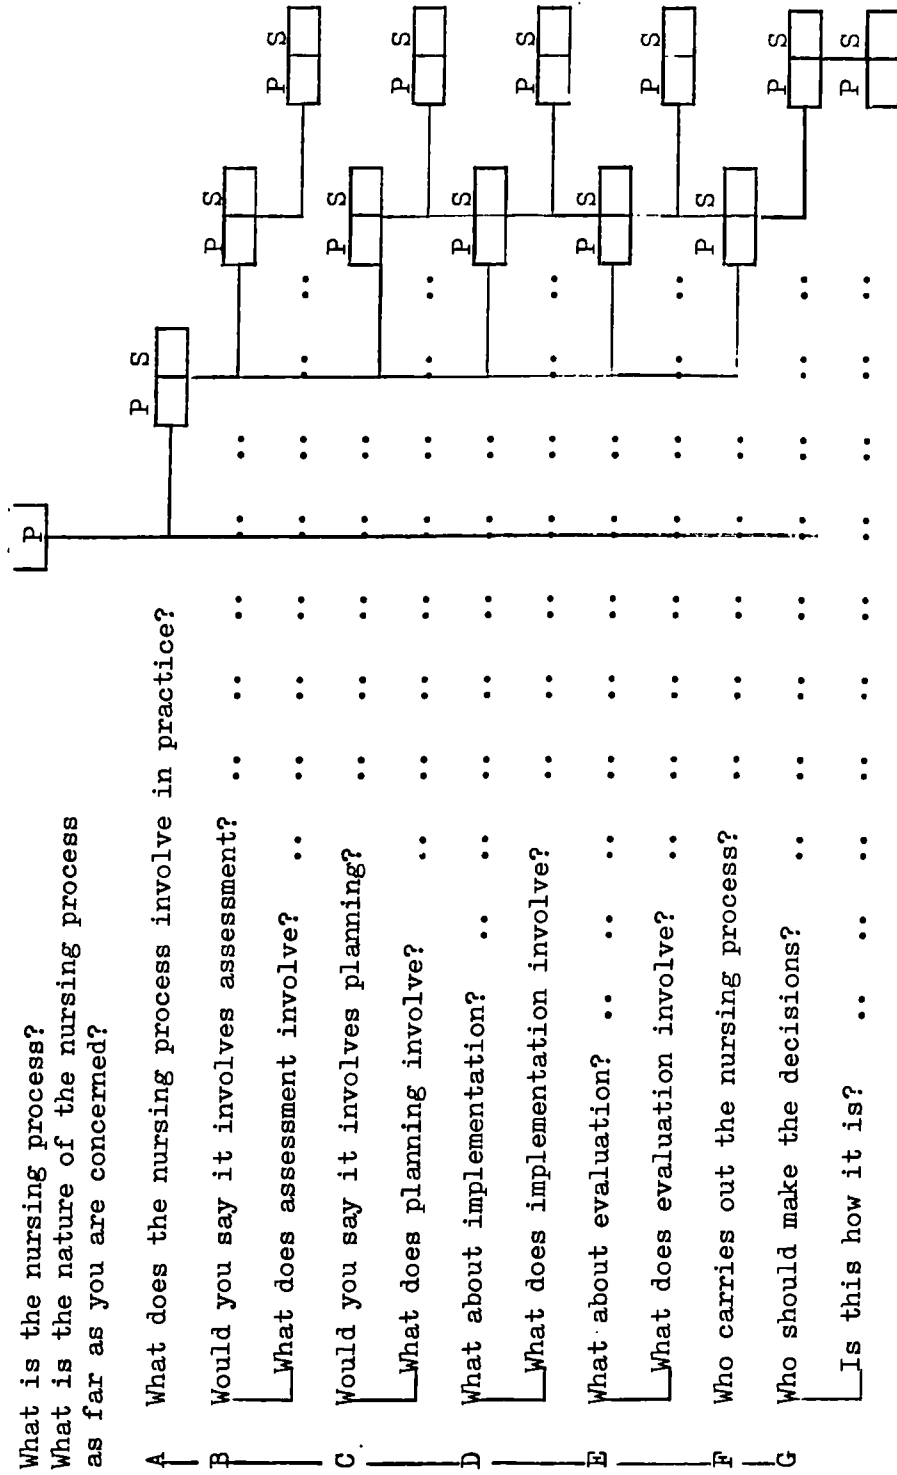 What is the nursing process?
What is the nature of the nursing process
as far as you are concerned?
P
A What does the nursing process involve in practice? P S
B Would you say it involves assessment? .. .. .. .. .. P S
What does assessment involve? .. .. .. .. .. .. .. P S
C Would you say it involves planning? .. .. .. .. .. P S
What does planning involve? .. .. .. .. .. .. .. .. P S
D What about implementation? .. .. .. .. .. .. .. P S
What does implementation involve? .. .. .. .. .. .. .. P S
E What about evaluation? .. .. .. .. .. .. .. .. P S
What does evaluation involve? .. .. .. .. .. .. .. .. P S
F Who carries out the nursing process? .. .. .. .. .. P S
G Who should make the decisions? .. .. .. .. .. .. .. .. P S
Is this how it is? .. .. .. .. .. .. .. .. .. .. P S